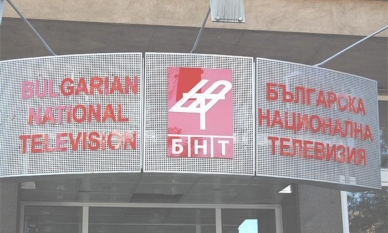 BULGARIAN
NATIONAL
TELEVISION
БНТ
БЪЛГАРСКА
НАЦИОНАЛНА
ТЕЛЕВИЗИЯ